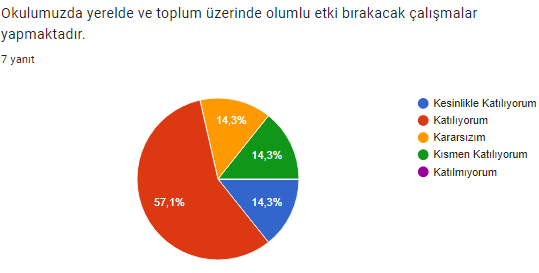 Okulumuzda yerelde ve toplum üzerinde olumlu etki bırakacak çalışmalar
yapmaktadır.
7 yanıt
14,3%
14,3%
57,1%
14,3%
Kesinlikle Katılıyorum
Katılıyorum
Kararsızım
Kısmen Katılıyorum
Katılmıyorum